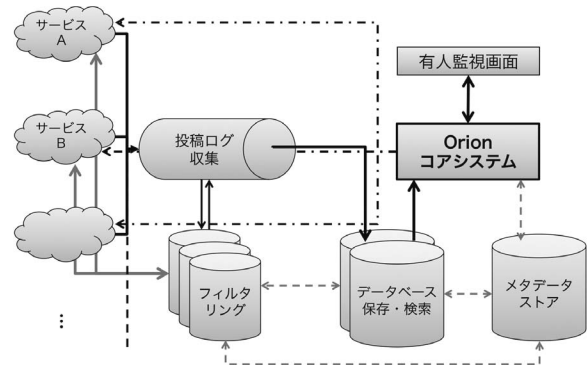 サービス
A
有人監視画面
サービス
B
投稿ログ
収集
Orion
コアシステム
フィルタ
リング
データベース
保存・検索
メタデータ
ストア
…